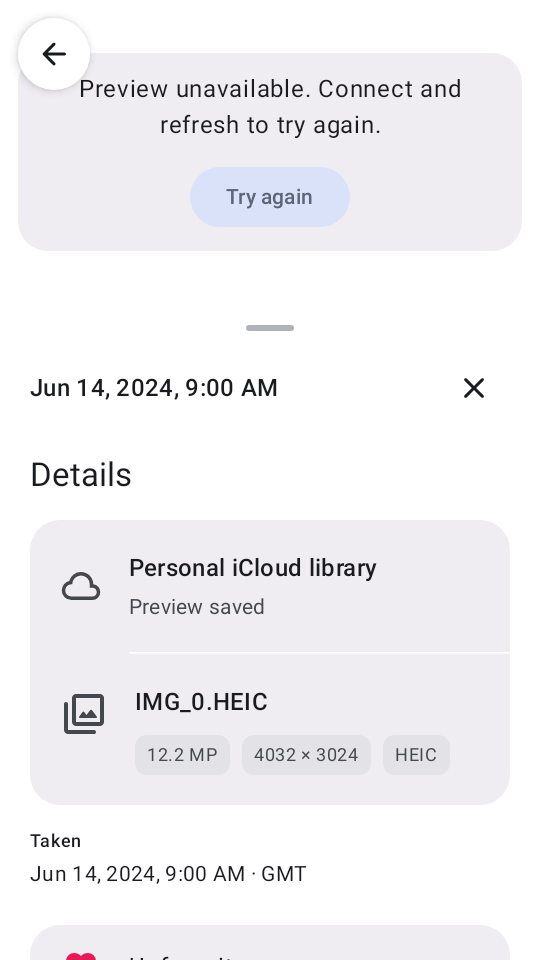 Preview unavailable. Connect and
refresh to try again.
Try again
Jun 14, 2024, 9:00 AM
Details
Personal iCloud library
Preview saved
IMG_0.HEIC
12.2 MP
4032 × 3024
HEIC
Taken
Jun 14, 2024, 9:00 AM · GMT